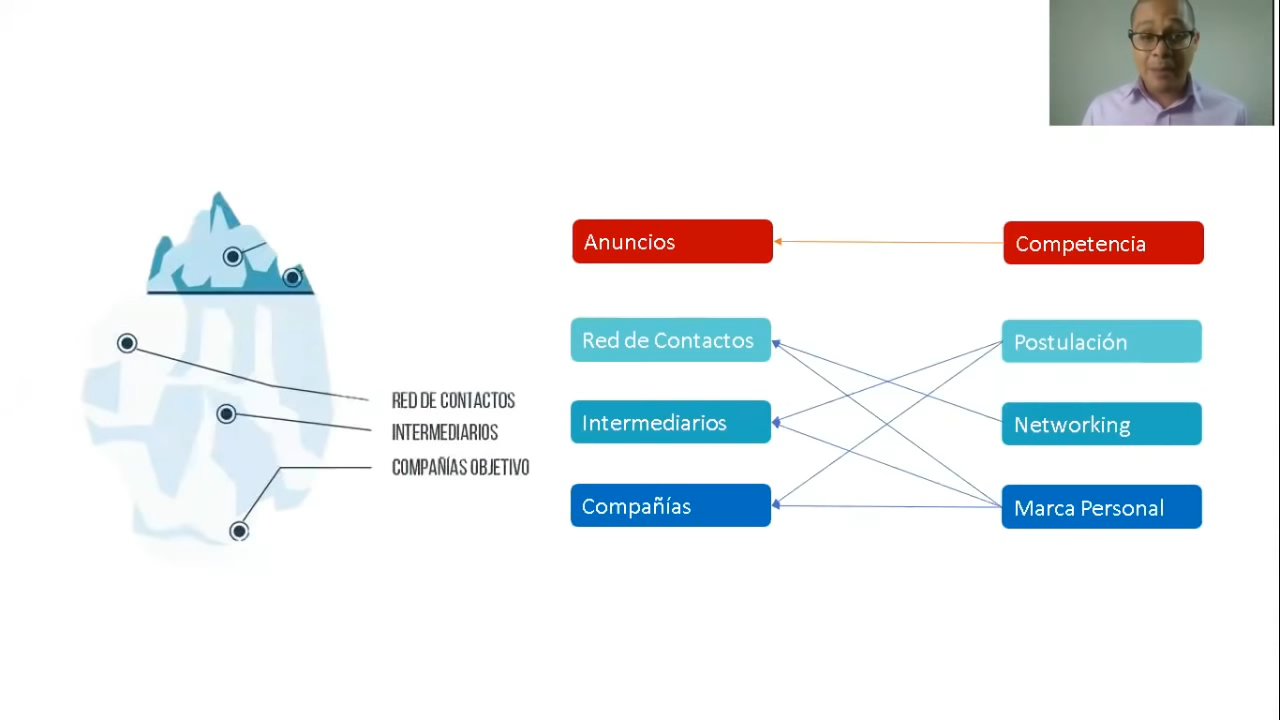 RED DE CONTACTOS
INTERMEDIARIOS
COMPAÑÍAS OBJETIVO
Anuncios
Competencia
Red de Contactos
Postulación
Intermediarios
Networking
Compañías
Marca Personal